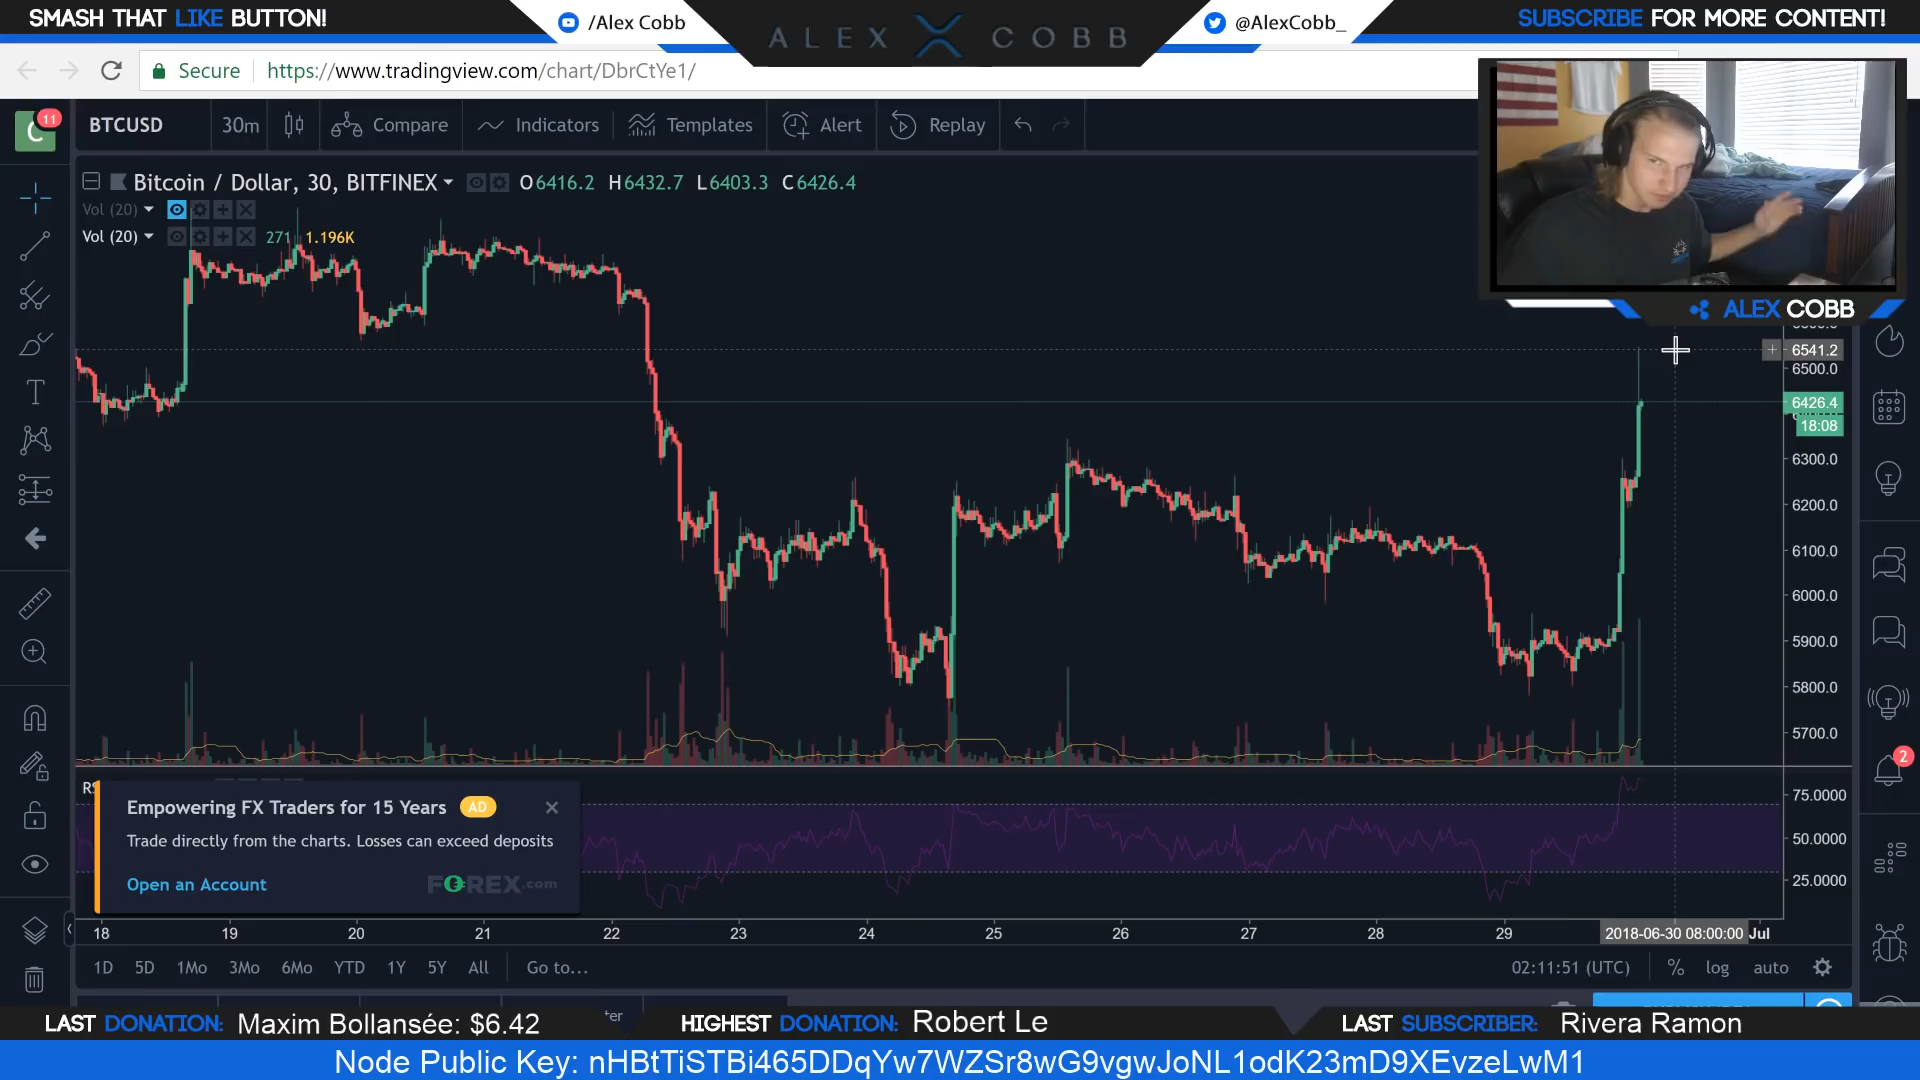 SMASH THAT LIKE BUTTON!
/Alex Cobb
ALEX COBB
@AlexCobb_
SUBSCRIBE FOR MORE CONTENT!
Secure https://www.tradingview.com/chart/DbrCtYe1/
C 11
BTCUSD 30m Compare Indicators Templates Alert Replay
Bitcoin / Dollar, 30, BITFINEX O6416.2 H6432.7 L6403.3 C6426.4
Vol (20)
Vol (20) 271 1.196K
ALEX COBB
6541.2
6500.0
6426.4
18:08
6300.0
6200.0
6100.0
6000.0
5900.0
5800.0
5700.0
2
75.0000
50.0000
25.0000
Empowering FX Traders for 15 Years AD
Trade directly from the charts. Losses can exceed deposits
Open an Account FOREX.com
18 19 20 21 22 23 24 25 26 27 28 29 2018-06-30 08:00:00 Jul
1D 5D 1Mo 3Mo 6Mo YTD 1Y 5Y All Go to... 02:11:51 (UTC) % log auto
LAST DONATION: Maxim Bollansée: $6.42
HIGHEST DONATION: Robert Le
LAST SUBSCRIBER: Rivera Ramon
Node Public Key: nHBtTiSTBi465DDqYw7WZSr8wG9vgwJoNL1odK23mD9XEvzeLwM1